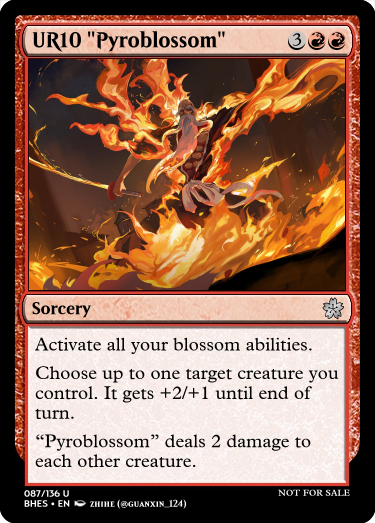 UR10 "Pyroblossom" 3
Sorcery
Activate all your blossom abilities.
Choose up to one target creature you
control. It gets +2/+1 until end of
turn.
“Pyroblossom” deals 2 damage to
each other creature.
087/136 U NOT FOR SALE
BHES • EN ZHIHE (@GUANXIN_124)